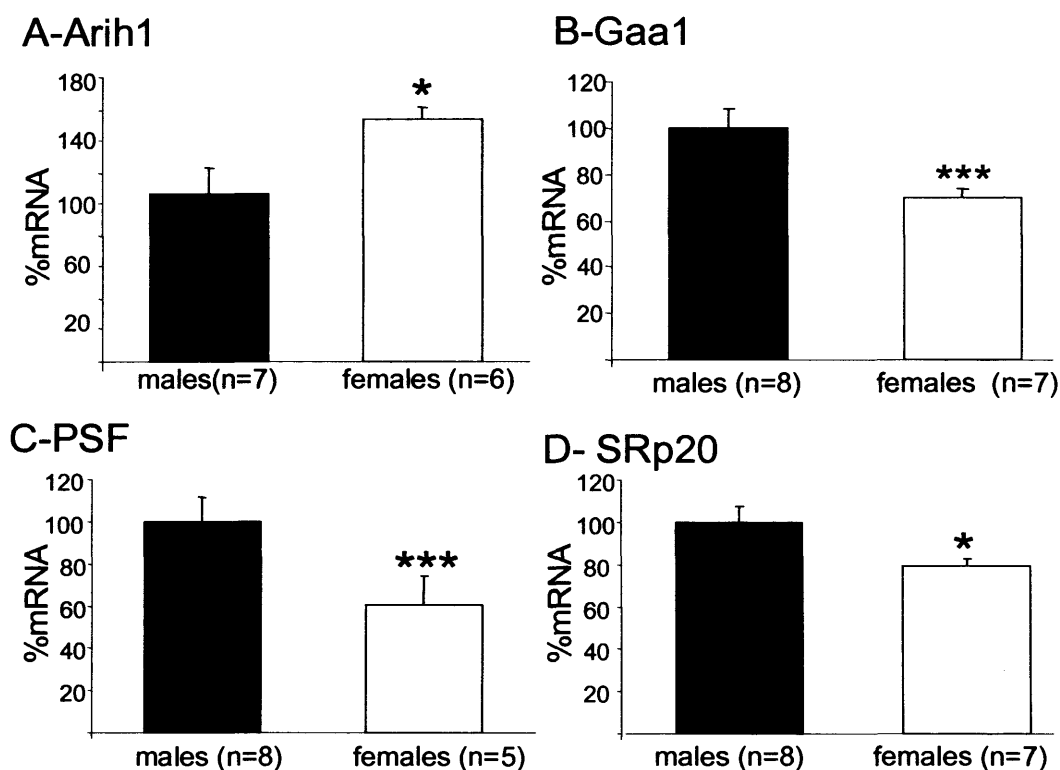 A-Arih1
180
140
100
60
20
%mRNA
*
males(n=7)
females (n=6)
B-Gaa1
120
100
80
60
40
20
%mRNA
***
males (n=8)
females (n=7)
C-PSF
120
100
80
60
40
20
%mRNA
***
males (n=8)
females (n=5)
D- SRp20
120
100
80
60
40
20
%mRNA
*
males (n=8)
females (n=7)